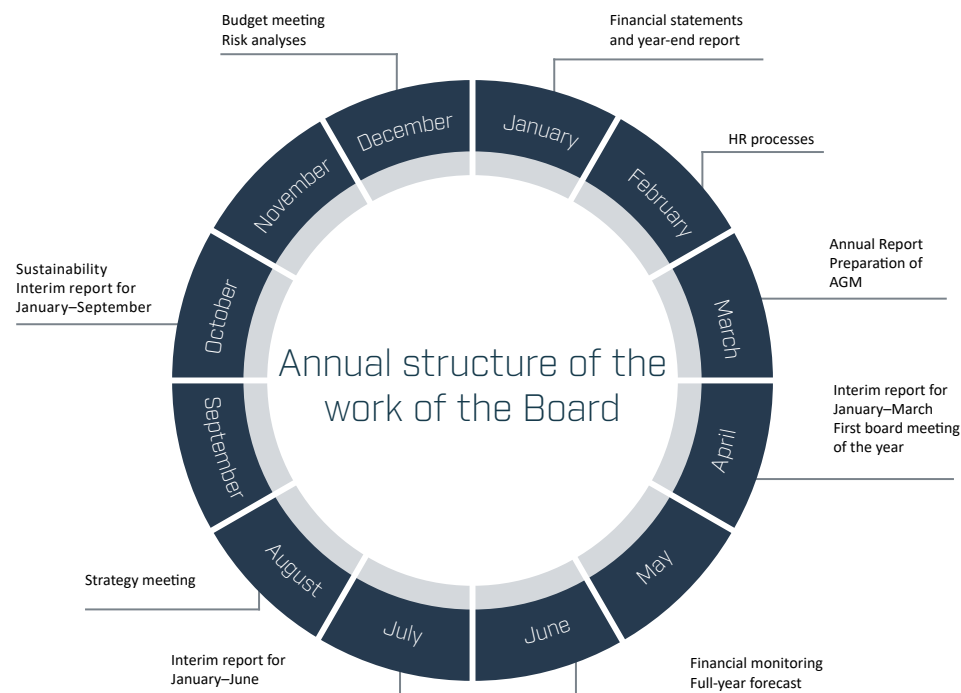 Budget meeting
Risk analyses
Financial statements
and year-end report
HR processes
Annual Report
Preparation of
AGM
Interim report for
January–March
First board meeting
of the year
Financial monitoring
Full-year forecast
Interim report for
January–June
Strategy meeting
Sustainability
Interim report for
January–September
January
February
March
April
May
June
July
August
September
October
November
December
Annual structure of the
work of the Board